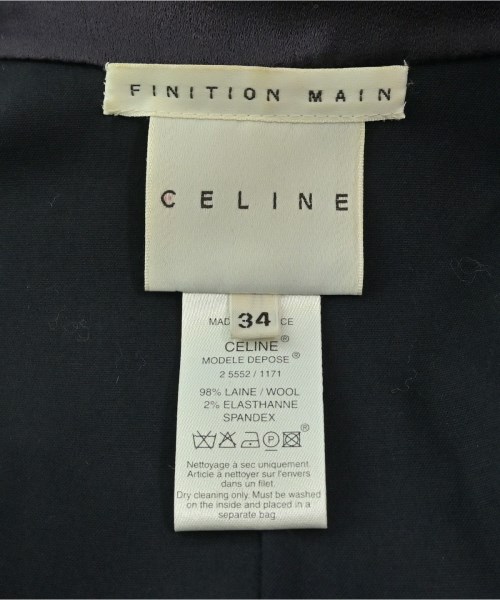 FINITION MAIN
CELINE
34
MAD CE
CELINE®
MODELE DEPOSE®
2 5552 / 1171
98% LAINE / WOOL
2% ELASTHANNE
SPANDEX
®
Nettoyage à sec uniquement.
Article à nettoyer sur l'envers
dans un filet.
Dry cleaning only. Must be washed
on the inside and placed in a
separate bag.